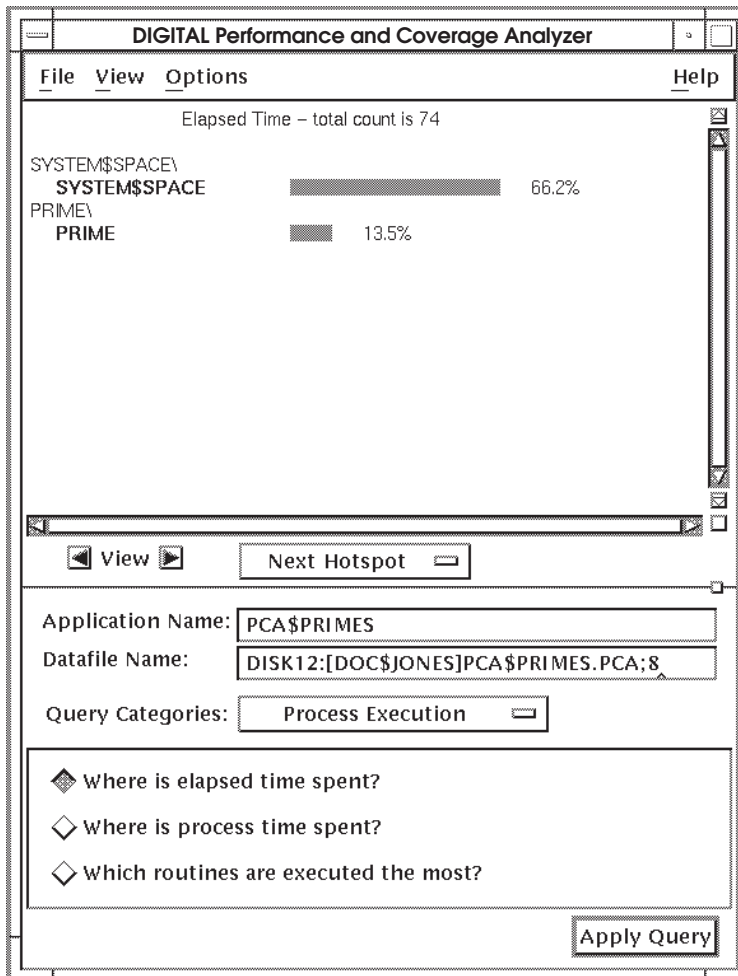 DIGITAL Performance and Coverage Analyzer
File View Options Help
Elapsed Time – total count is 74
SYSTEM$SPACE\
SYSTEM$SPACE 66.2%
PRIME\
PRIME 13.5%
View Next Hotspot
Application Name: PCA$PRIMES
Datafile Name: DISK12:[DOC$JONES]PCA$PRIMES.PCA;8
Query Categories: Process Execution
Where is elapsed time spent?
Where is process time spent?
Which routines are executed the most?
Apply Query